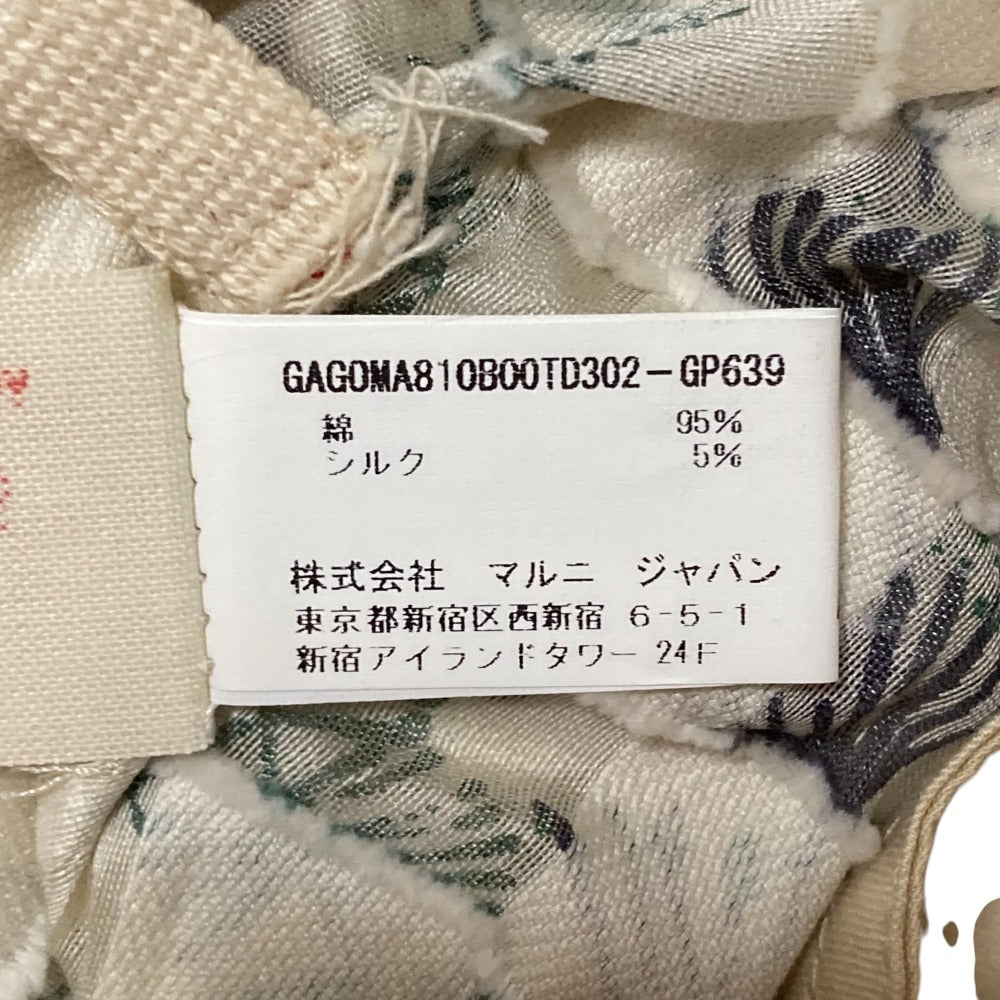 GAGOMA810B00TD302-GP639
綿 95%
シルク 5%
株式会社 マルニ ジャパン
東京都新宿区西新宿 6-5-1
新宿アイランドタワー 24F